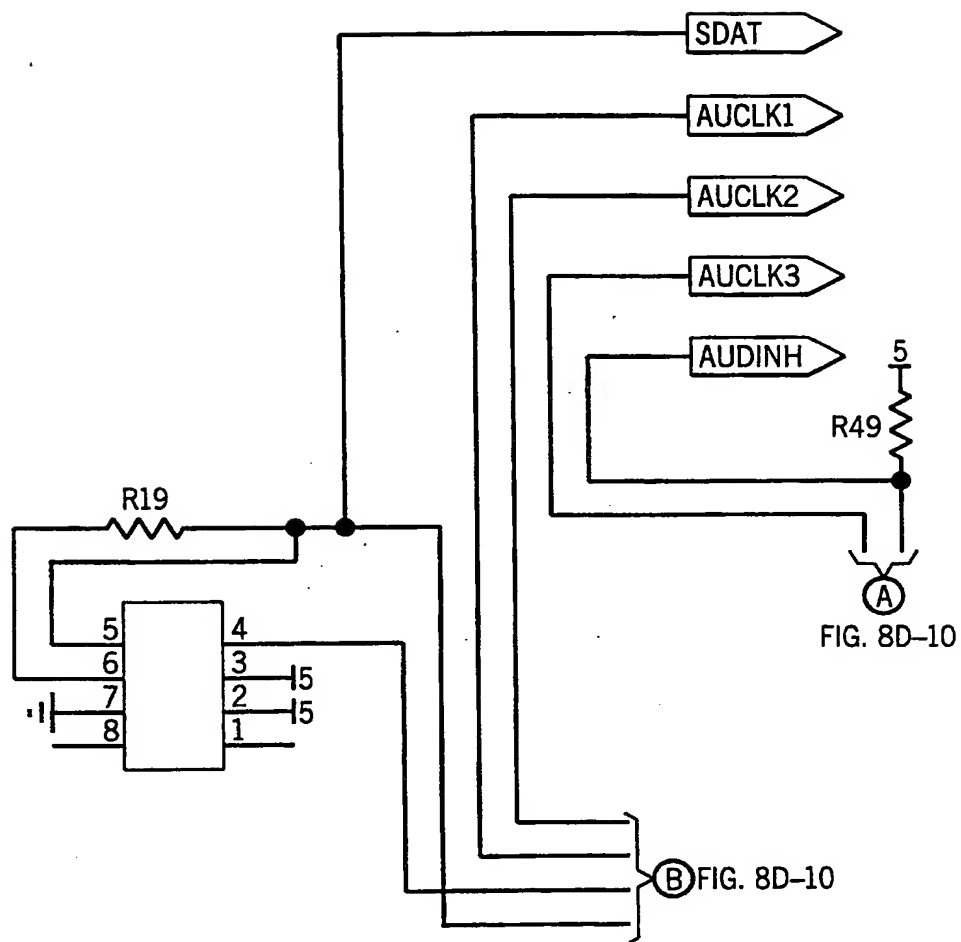 SDAT
AUCLK1
AUCLK2
AUCLK3
AUDINH
5
R49
R19
A
FIG. 8D-10
5 4
6 3 5
7 2 5
8 1
B FIG. 8D-10